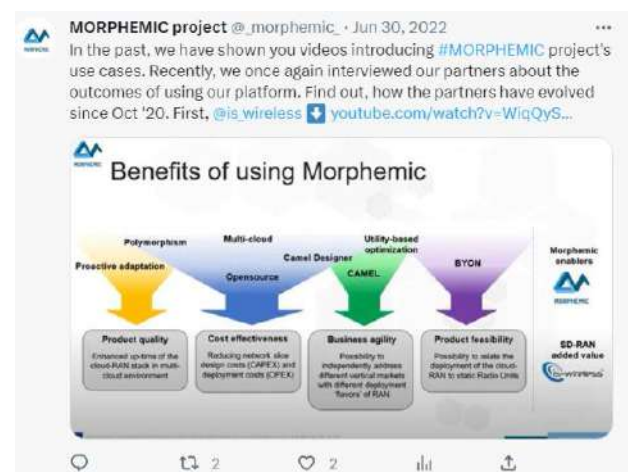 MORPHEMIC project @_morphemic_ · Jun 30, 2022
In the past, we have shown you videos introducing #MORPHEMIC project's
use cases. Recently, we once again interviewed our partners about the
outcomes of using our platform. Find out, how the partners have evolved
since Oct '20. First, @is_wireless ⬇️ youtube.com/watch?v=WiqQyS...
MORPHEMIC
Benefits of using Morphemic
Proactive adaptation
Polymorphism
Multi-cloud
Opensource
Camel Designer
Utility-based
optimization
CAMEL
BYON
Morphemic
enablers
MORPHEMIC
Product quality
Enhanced up-time of the
cloud-RAN stack in multi-
cloud environment
Cost effectiveness
Reducing network slice
design costs (CAPEX) and
deployment costs (OPEX)
Business agility
Possibility to
independently address
different vertical markets
with different deployment
'flavors' of RAN
Product feasibility
Possibility to relate the
deployment of the cloud-
RAN to static Radio Units
SD-RAN
added value
is-wireless
2
2